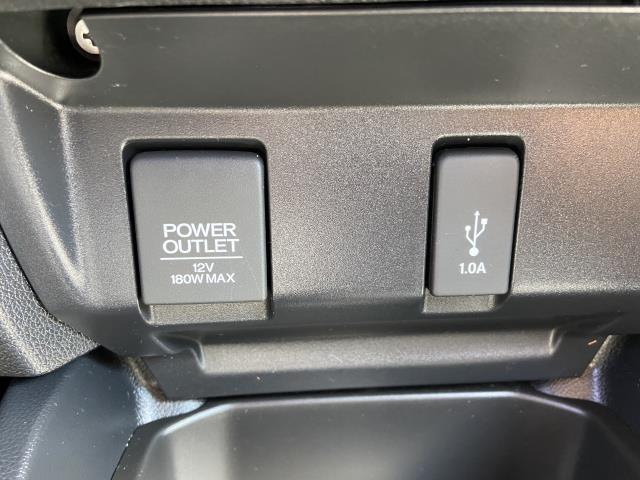 POWER
OUTLET
12V
180W MAX
1.0A